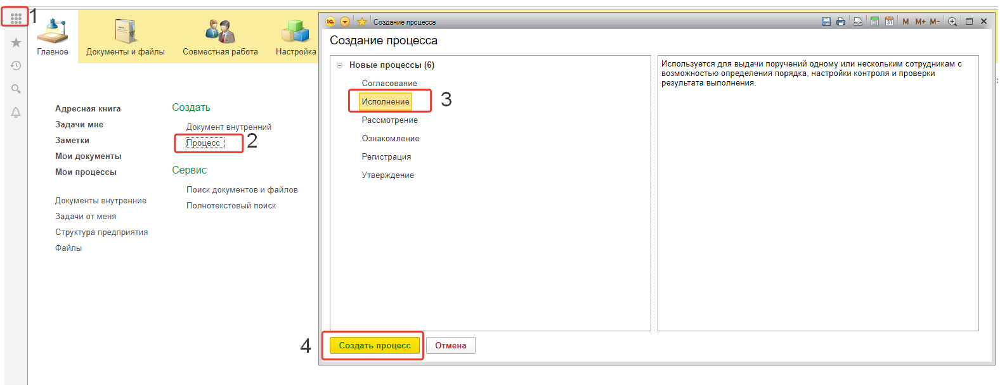 1
Главное
Документы и файлы
Совместная работа
Настройка
Адресная книга
Задачи мне
Заметки
Мои документы
Мои процессы
Документы внутренние
Задачи от меня
Структура предприятия
Файлы
Создать
Документ внутренний
Процесс
2
Сервис
Поиск документов и файлов
Полнотекстовый поиск
1С
Создание процесса
31
M M+ M-
Создание процесса
Новые процессы (6)
Согласование
Исполнение
3
Рассмотрение
Ознакомление
Регистрация
Утверждение
Используется для выдачи поручений одному или нескольким сотрудникам с
возможностью определения порядка, настройки контроля и проверки
результата выполнения.
4
Создать процесс
Отмена